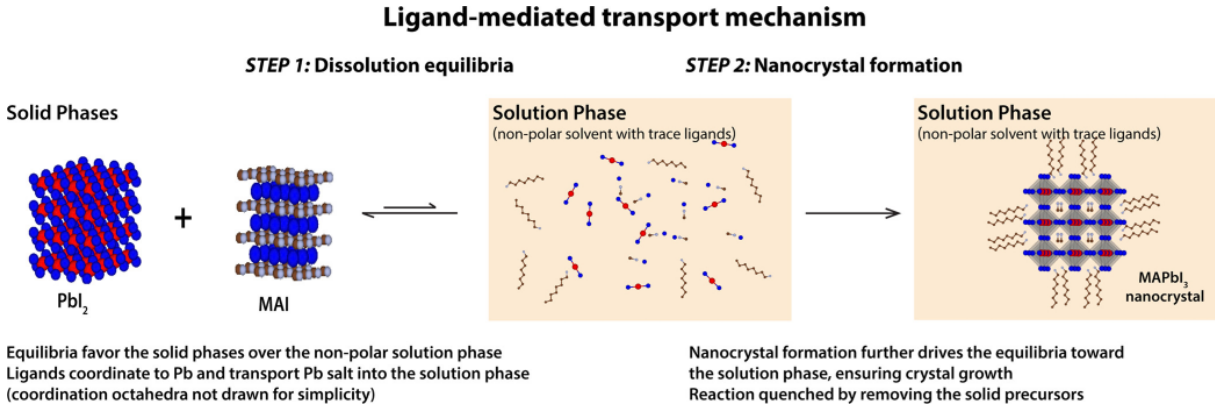 Ligand-mediated transport mechanism
STEP 1: Dissolution equilibria
STEP 2: Nanocrystal formation
Solid Phases
PbI₂
+
MAI
Solution Phase
(non-polar solvent with trace ligands)
Solution Phase
(non-polar solvent with trace ligands)
MAPbI₃
nanocrystal
Equilibria favor the solid phases over the non-polar solution phase
Ligands coordinate to Pb and transport Pb salt into the solution phase
(coordination octahedra not drawn for simplicity)
Nanocrystal formation further drives the equilibria toward
the solution phase, ensuring crystal growth
Reaction quenched by removing the solid precursors